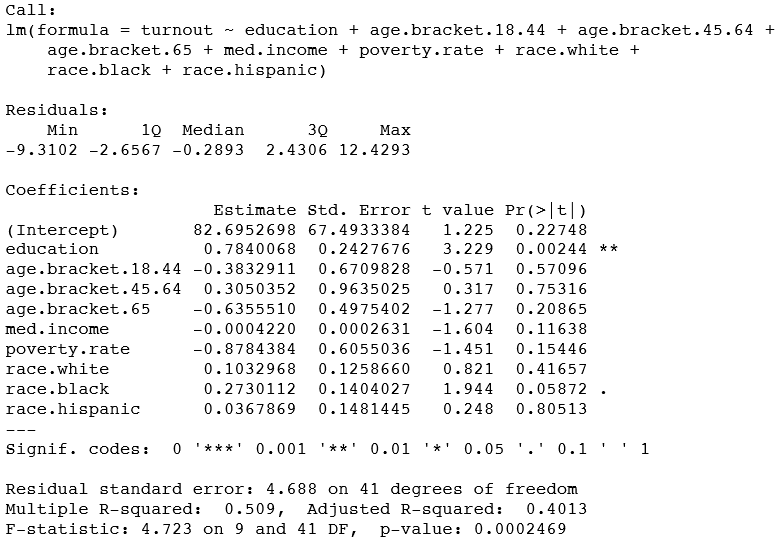 Call:
lm(formula = turnout ~ education + age.bracket.18.44 + age.bracket.45.64 +
    age.bracket.65 + med.income + poverty.rate + race.white +
    race.black + race.hispanic)

Residuals:
    Min      1Q  Median      3Q     Max
-9.3102 -2.6567 -0.2893  2.4306 12.4293

Coefficients:
                    Estimate Std. Error t value Pr(>|t|)
(Intercept)       82.6952698 67.4933384   1.225  0.22748
education          0.7840068  0.2427676   3.229  0.00244 **
age.bracket.18.44 -0.3832911  0.6709828  -0.571  0.57096
age.bracket.45.64  0.3050352  0.9635025   0.317  0.75316
age.bracket.65    -0.6355510  0.4975402  -1.277  0.20865
med.income        -0.0004220  0.0002631  -1.604  0.11638
poverty.rate      -0.8784384  0.6055036  -1.451  0.15446
race.white         0.1032968  0.1258660   0.821  0.41657
race.black         0.2730112  0.1404027   1.944  0.05872 .
race.hispanic      0.0367869  0.1481445   0.248  0.80513
---
Signif. codes:  0 '***' 0.001 '**' 0.01 '*' 0.05 '.' 0.1 ' ' 1

Residual standard error: 4.688 on 41 degrees of freedom
Multiple R-squared:  0.509,  Adjusted R-squared:  0.4013
F-statistic: 4.723 on 9 and 41 DF,  p-value: 0.0002469